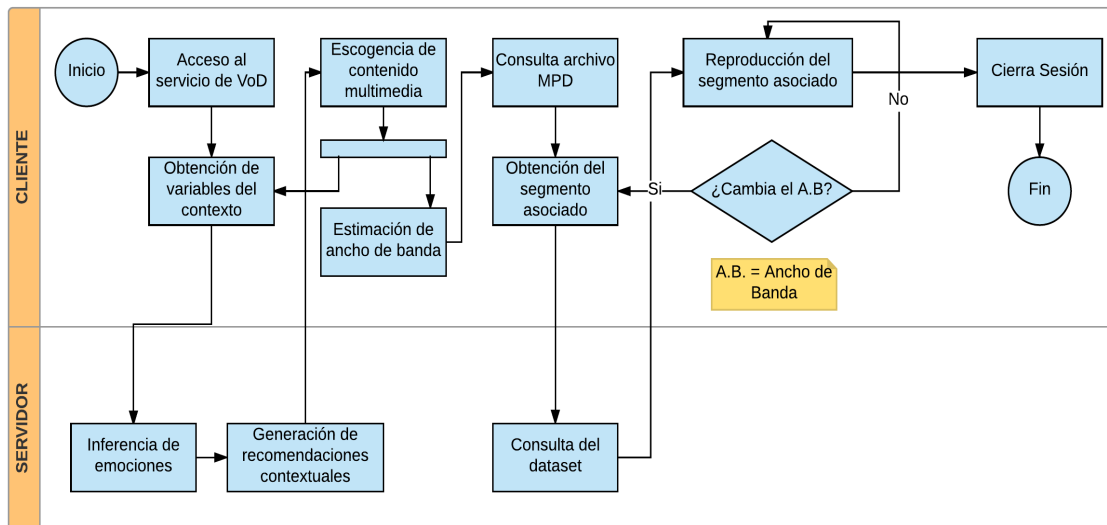 CLIENTE
Inicio
Acceso al
servicio de VoD
Escogencia de
contenido
multimedia
Consulta archivo
MPD
Reproducción del
segmento asociado
Cierra Sesión
No
Obtención de
variables del
contexto
Estimación de
ancho de banda
Obtención del
segmento
asociado
Si
¿Cambia el A.B?
Fin
A.B. = Ancho de
Banda
SERVIDOR
Inferencia de
emociones
Generación de
recomendaciones
contextuales
Consulta del
dataset